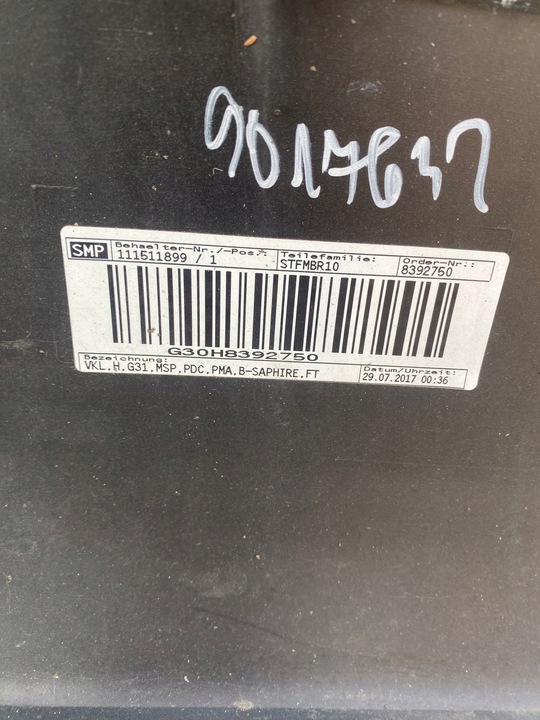 9017637
SMP
Behaelter-Nr./-Pos.:
111511899 / 1
Teilefamilie:
STFMBR10
Order-Nr.:
8392750
G30H8392750
Bezeichnung:
VKL.H.G31.MSP.PDC.PMA.B-SAPHIRE.FT
Datum/Uhrzeit:
29.07.2017 00:36